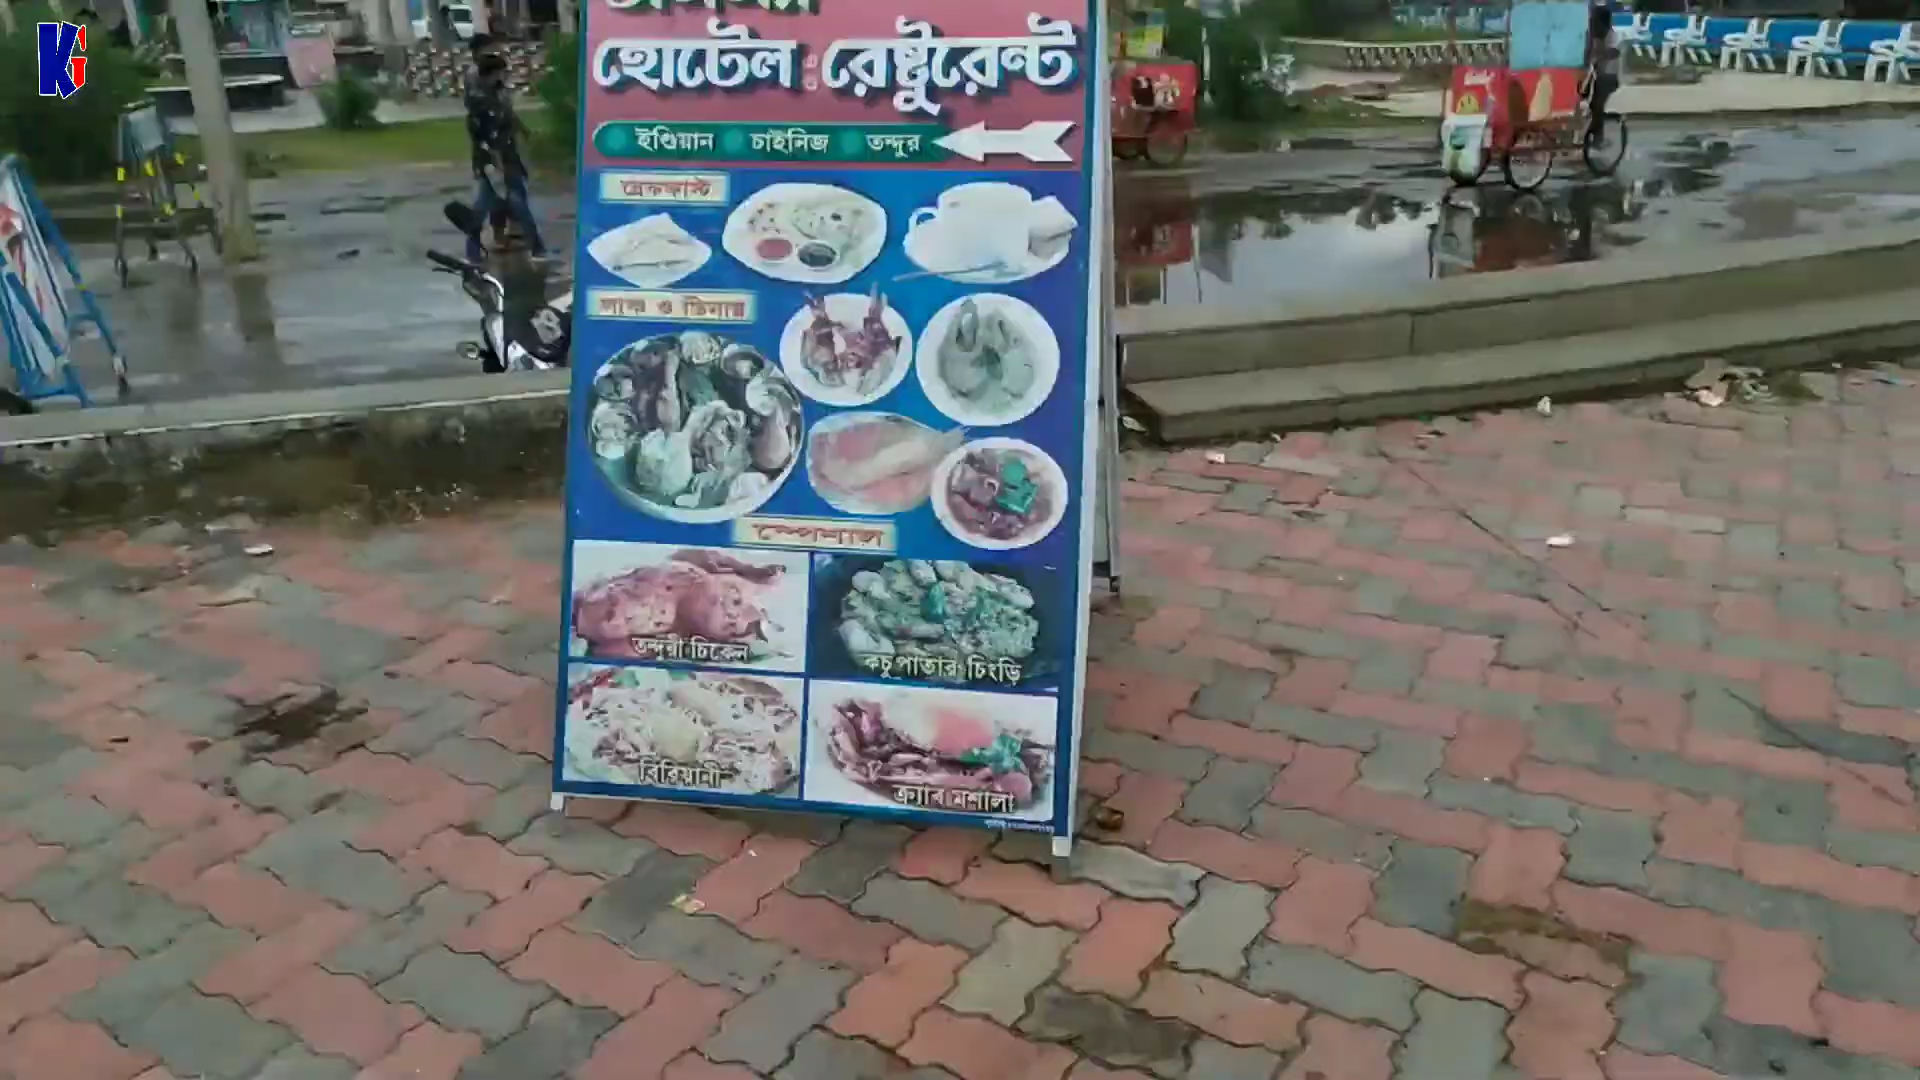 হোটেল রেষ্টুরেন্ট
ইণ্ডিয়ান চাইনিজ তন্দুর
ব্রেকফাস্ট
লাঞ্চ ও ডিনার
স্পেশাল
তন্দুরী চিকেন
কচুপাতার চিংড়ি
বিরিয়ানী
ক্র্যাব মশালা